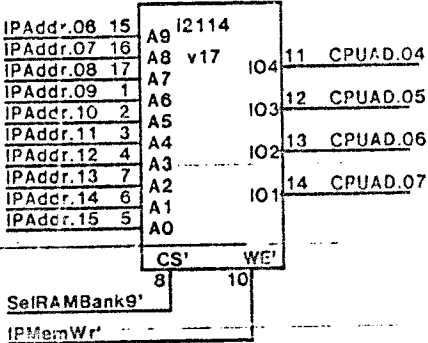 IPAddr.06 15 A9 i2114
IPAddr.07 16 A8 v17
IPAddr.08 17 A7 IO4 11 CPUAD.04
IPAddr.09 1 A6
IPAddr.10 2 A5 IO3 12 CPUAD.05
IPAddr.11 3 A4
IPAddr.12 4 A3 IO2 13 CPUAD.06
IPAddr.13 7 A2
IPAddr.14 6 A1 IO1 14 CPUAD.07
IPAddr.15 5 A0
CS' WE'
8 10
SelRAMBank9'
IPMemWr'